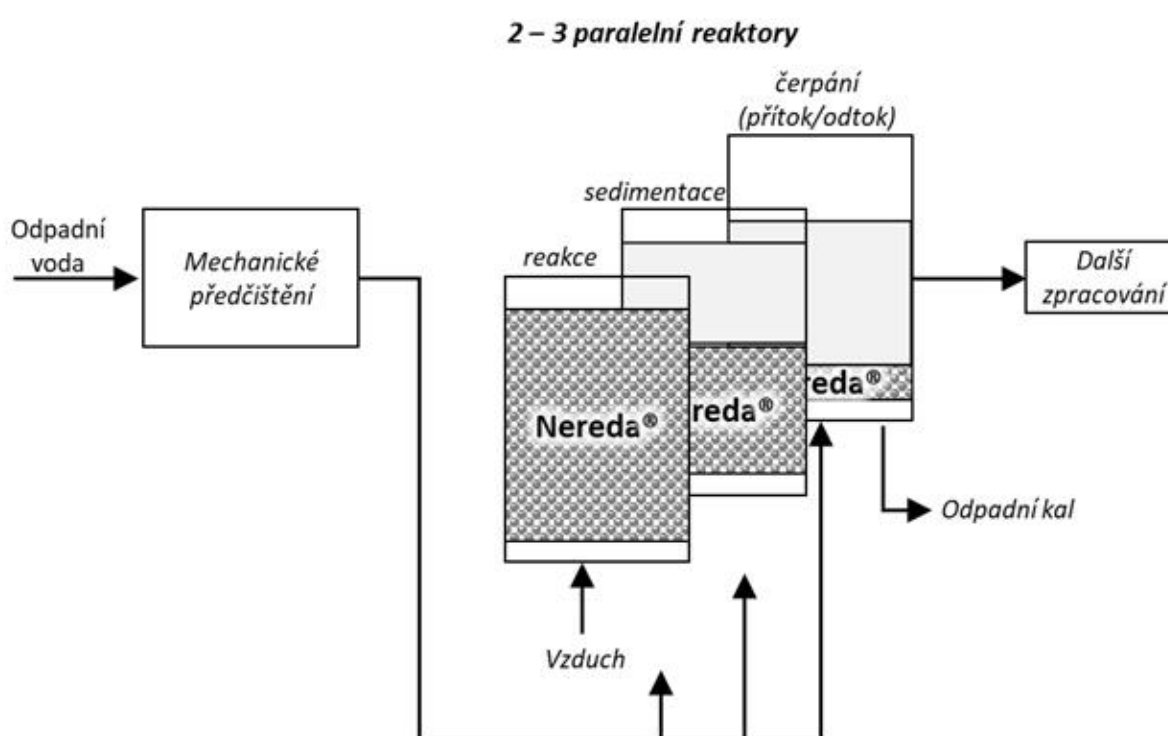 2 – 3 paralelní reaktory
čerpání
(přítok/odtok)
sedimentace
reakce
Odpadní
voda
Mechanické
předčištění
Další
zpracování
Nereda®
reda®
reda®
Odpadní kal
Vzduch